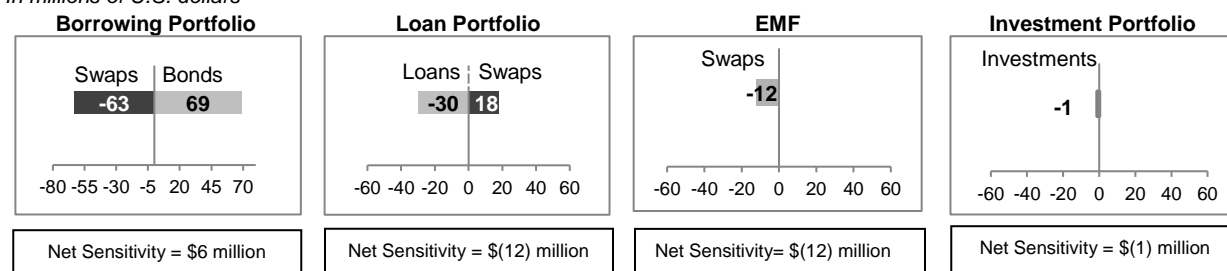 In millions of U.S. dollars
Borrowing Portfolio
Swaps Bonds
-63 69
-80 -55 -30 -5 20 45 70
Net Sensitivity = $6 million
Loan Portfolio
Loans Swaps
-30 18
-60 -40 -20 0 20 40 60
Net Sensitivity = $(12) million
EMF
Swaps
-12
-60 -40 -20 0 20 40 60
Net Sensitivity= $(12) million
Investment Portfolio
Investments
-1
-60 -40 -20 0 20 40 60
Net Sensitivity= $(1) million